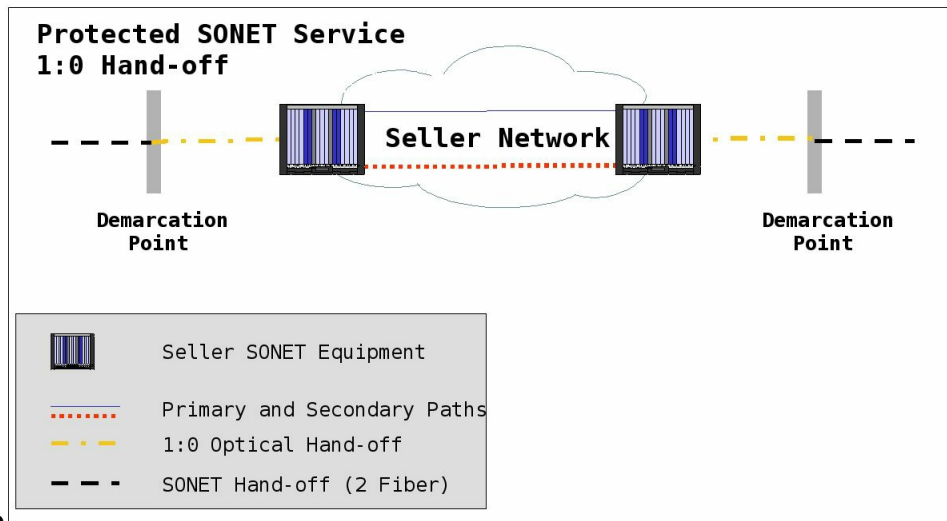 Protected SONET Service
1:0 Hand-off
Seller Network
Demarcation
Point
Demarcation
Point
Seller SONET Equipment
Primary and Secondary Paths
1:0 Optical Hand-off
SONET Hand-off (2 Fiber)